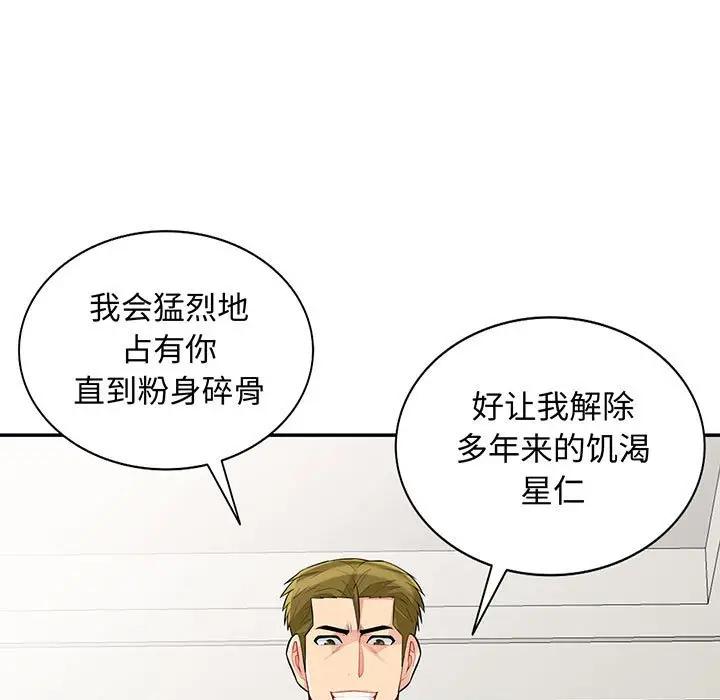 我会猛烈地
占有你
直到粉身碎骨
好让我解除
多年来的饥渴
星仁